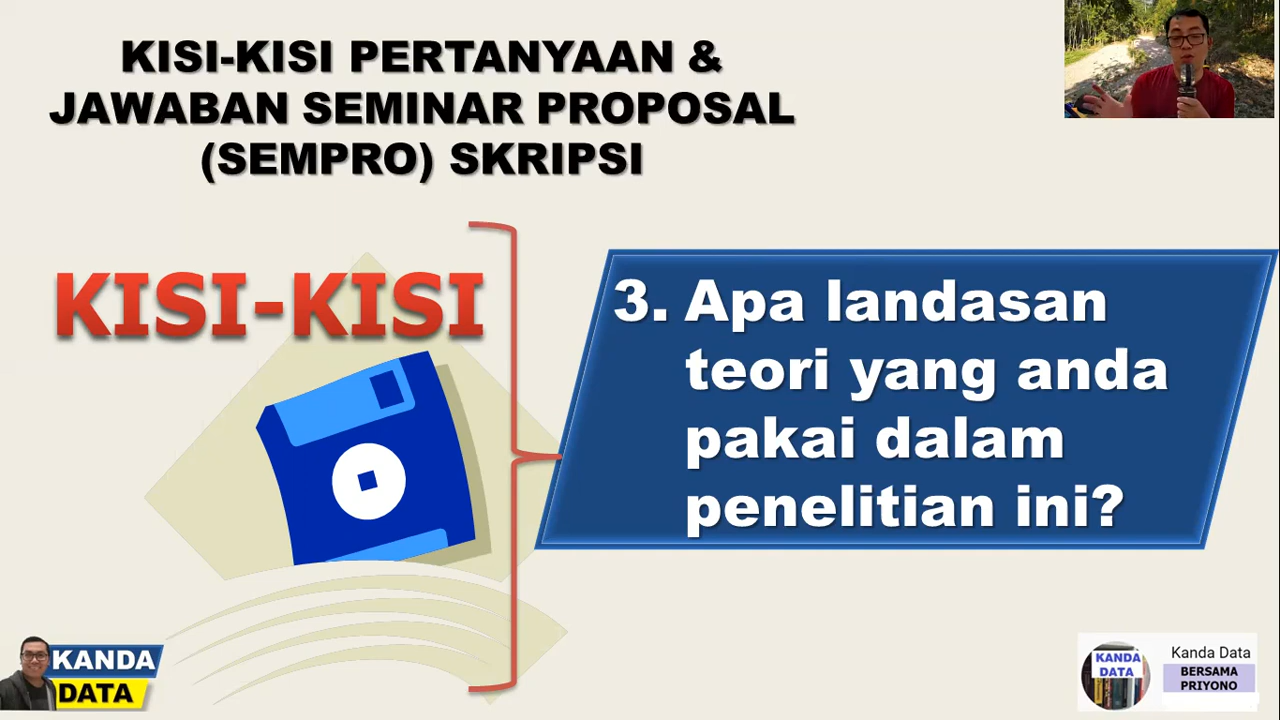 KISI-KISI PERTANYAAN &
JAWABAN SEMINAR PROPOSAL
(SEMPRO) SKRIPSI
KISI-KISI
3. Apa landasan
teori yang anda
pakai dalam
penelitian ini?
KANDA
DATA
KANDA
DATA
Kanda Data
BERSAMA
PRIYONO